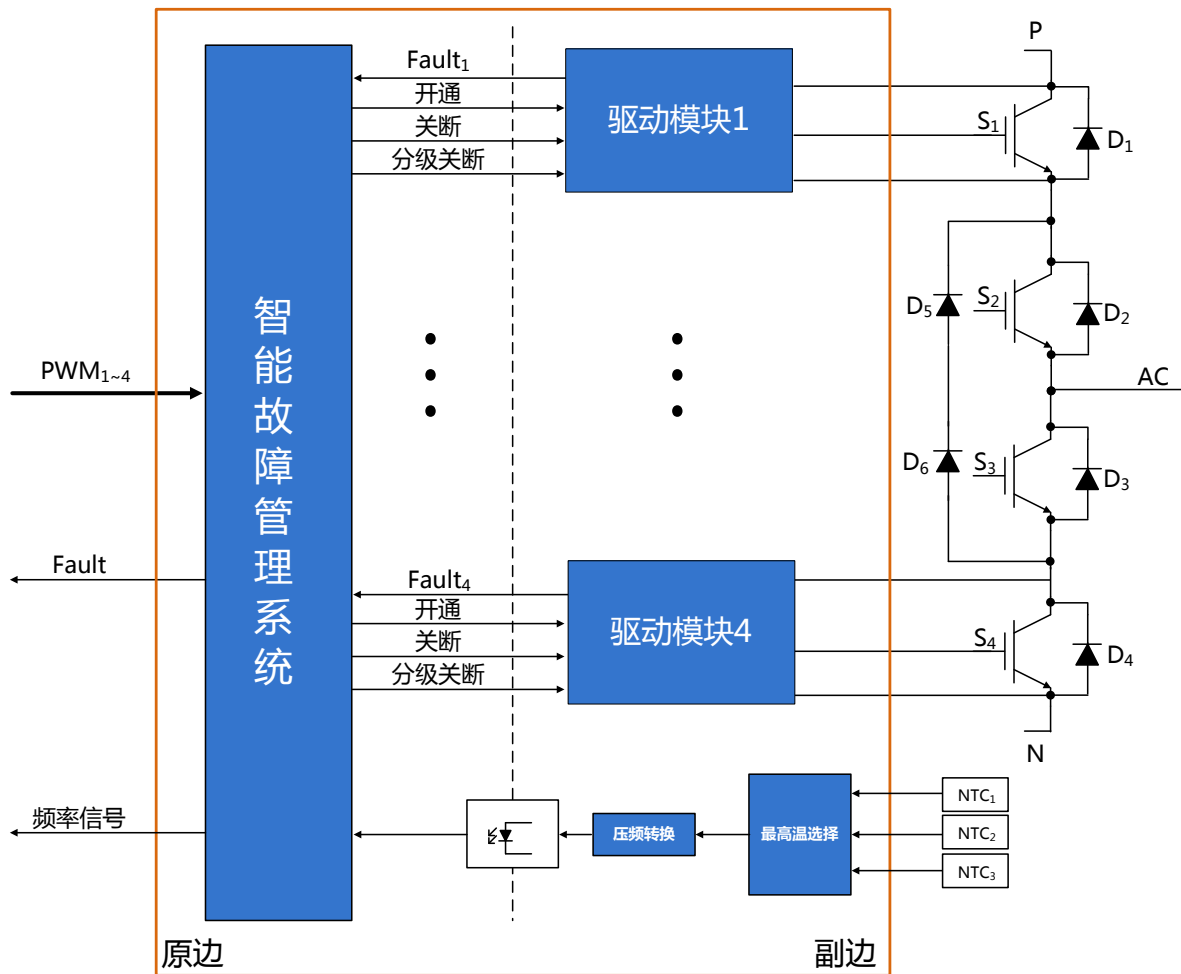 P
Fault₁
开通
关断
分级关断
驱动模块1
S₁
D₁
智能故障管理系统
D₅
S₂
D₂
PWM₁~₄
AC
D₆
S₃
D₃
Fault
Fault₄
开通
关断
分级关断
驱动模块4
S₄
D₄
N
频率信号
压频转换
最高温选择
NTC₁
NTC₂
NTC₃
原边
副边